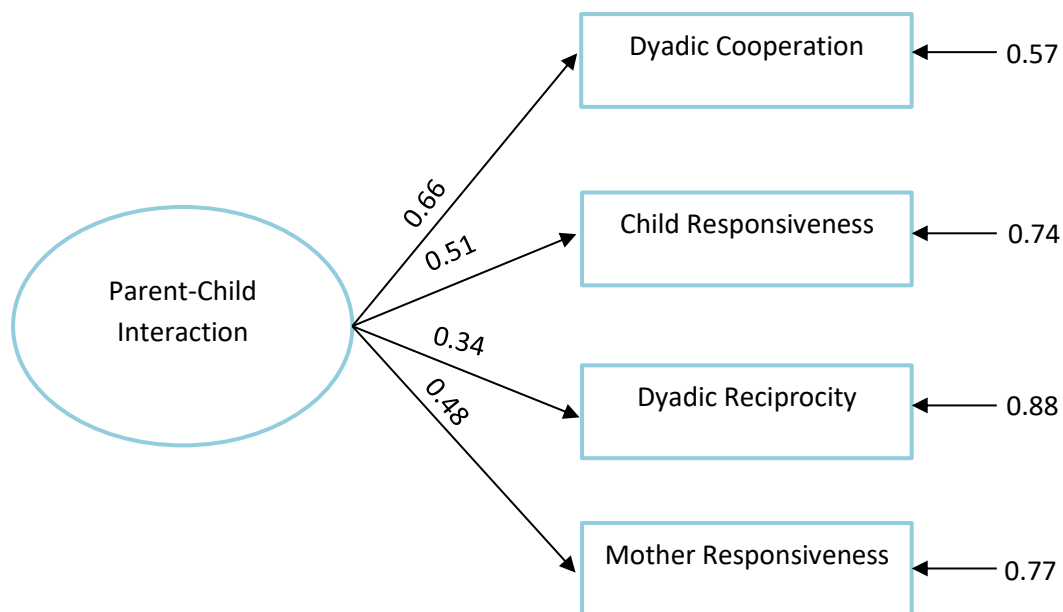 Dyadic Cooperation
0.57
0.66
Child Responsiveness
0.74
0.51
Parent-Child
Interaction
0.34
Dyadic Reciprocity
0.88
0.48
Mother Responsiveness
0.77